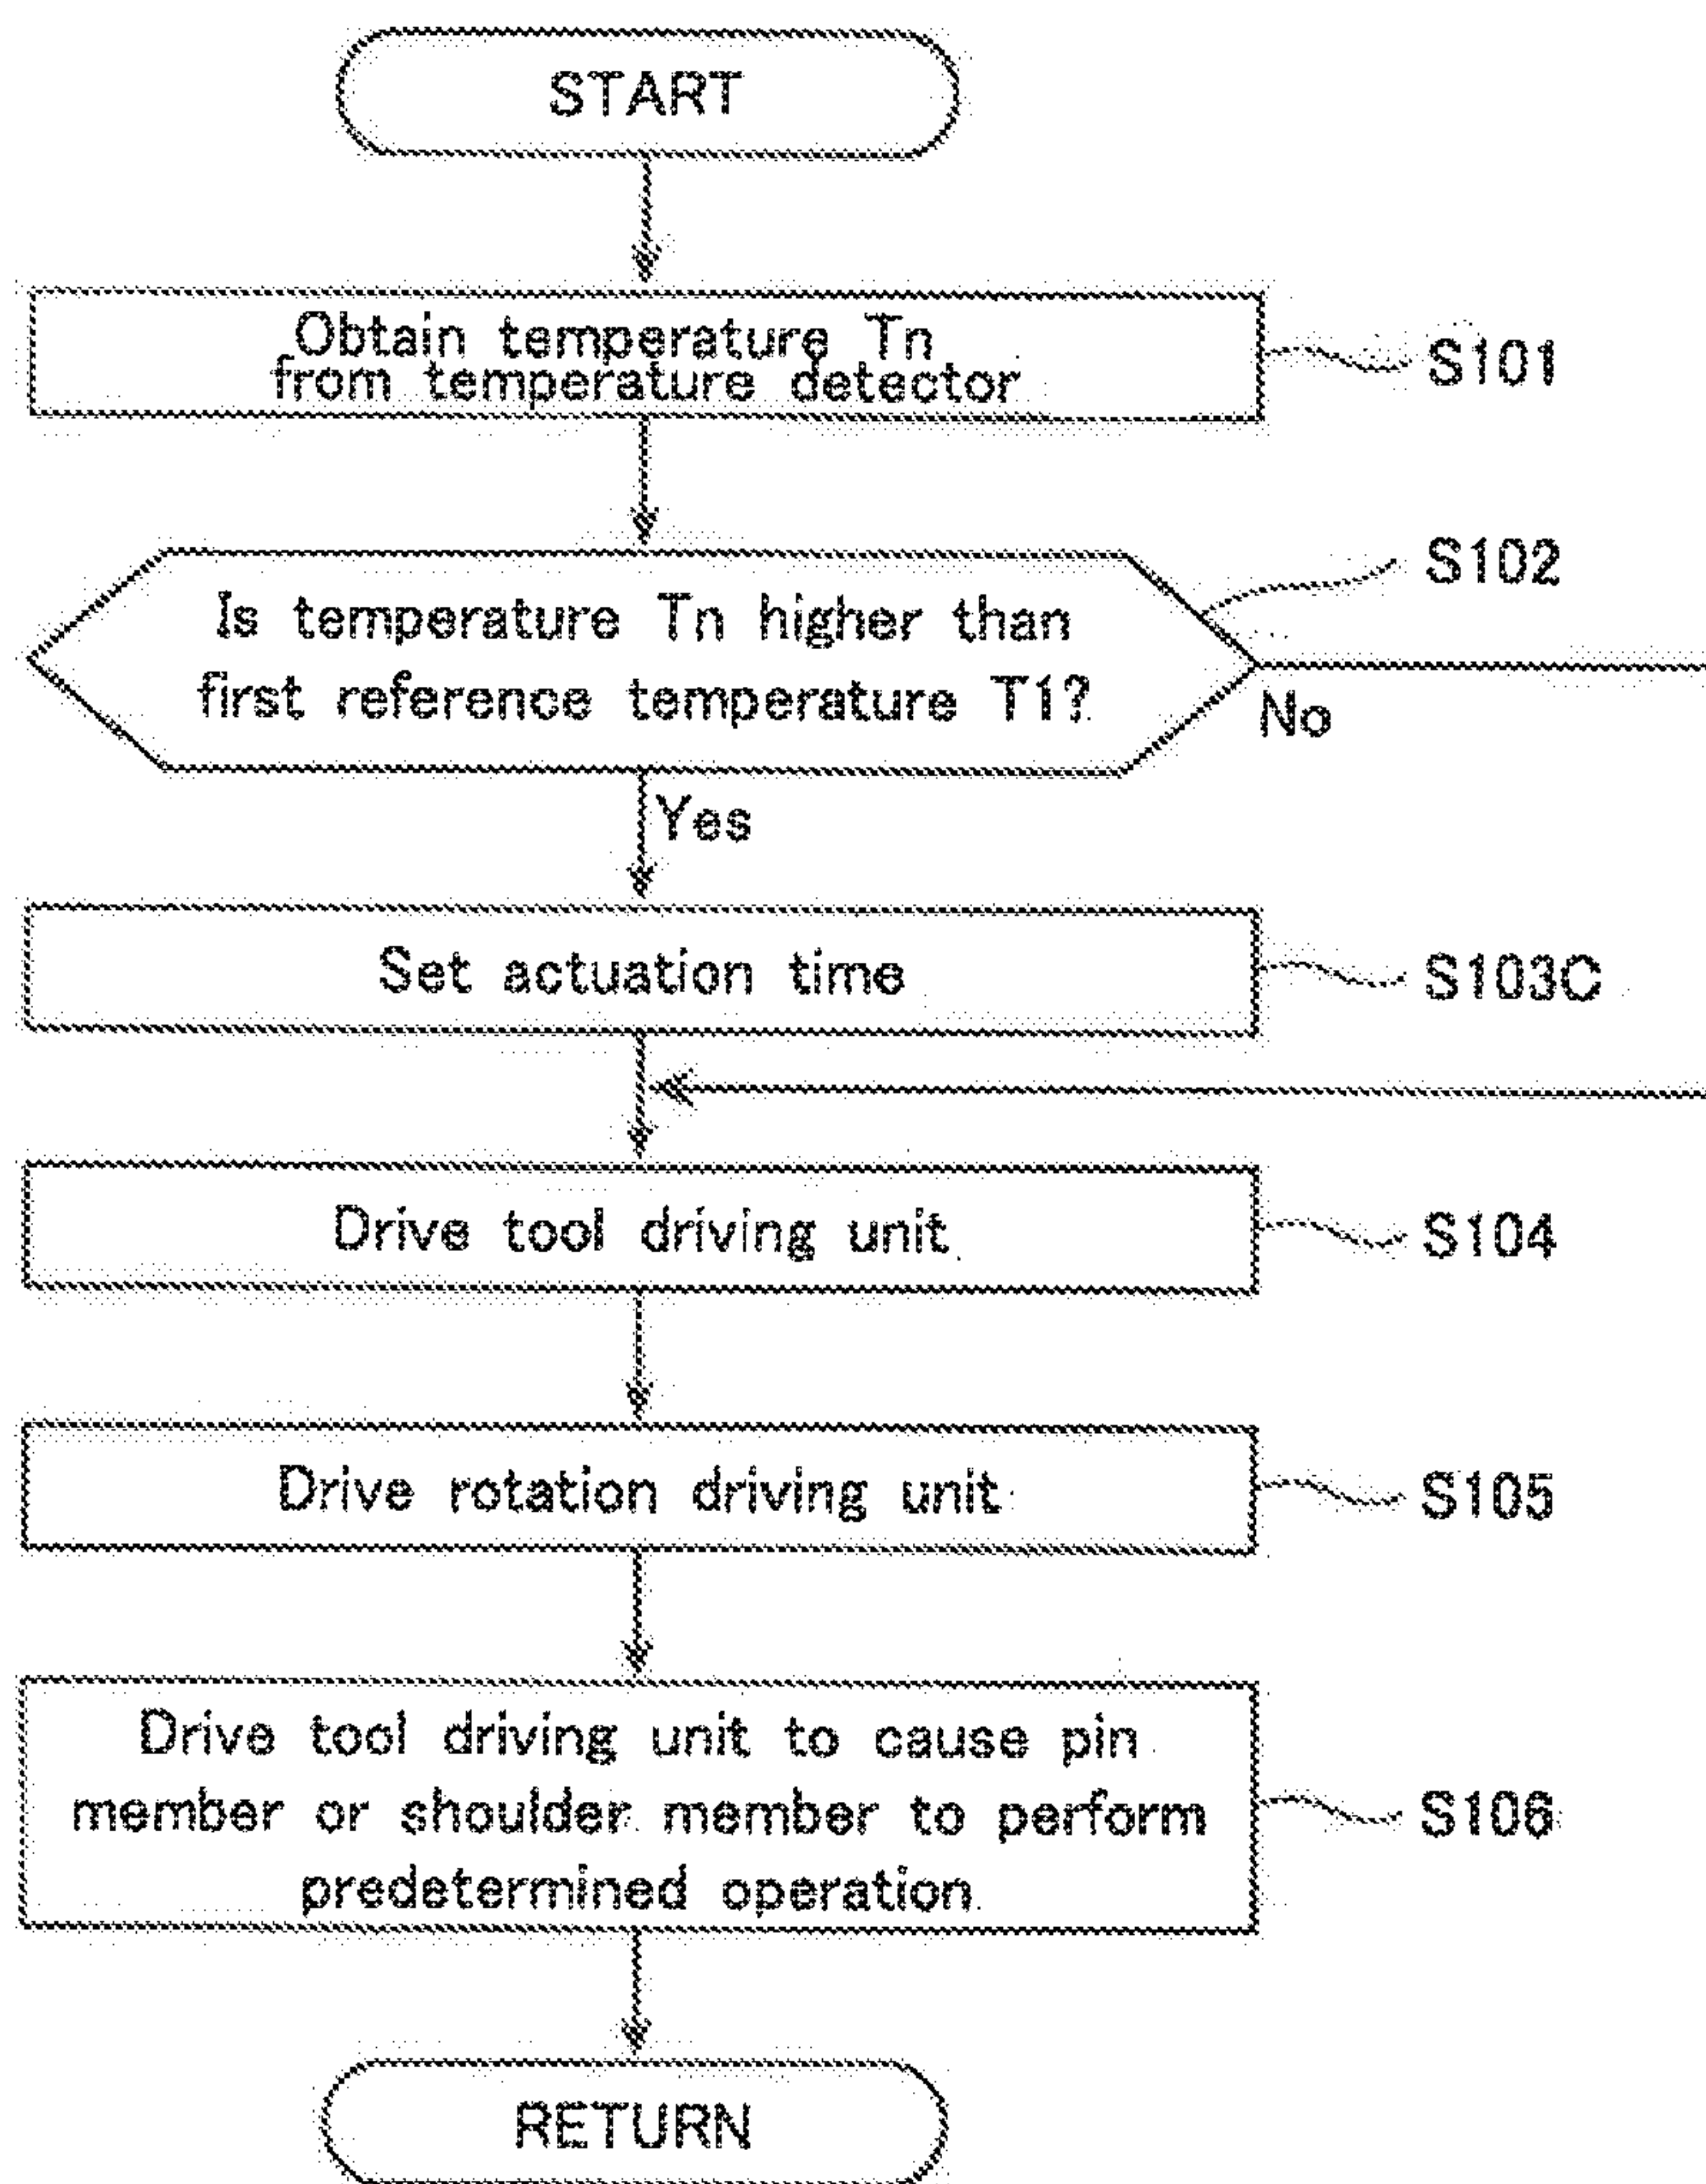 START
Obtain temperature Tn
from temperature detector
S101
S102
Is temperature Tn higher than
first reference temperature T1?
No
Yes
Set actuation time
S103C
Drive tool driving unit
S104
Drive rotation driving unit
S105
Drive tool driving unit to cause pin
member or shoulder member to perform
predetermined operation
S106
RETURN